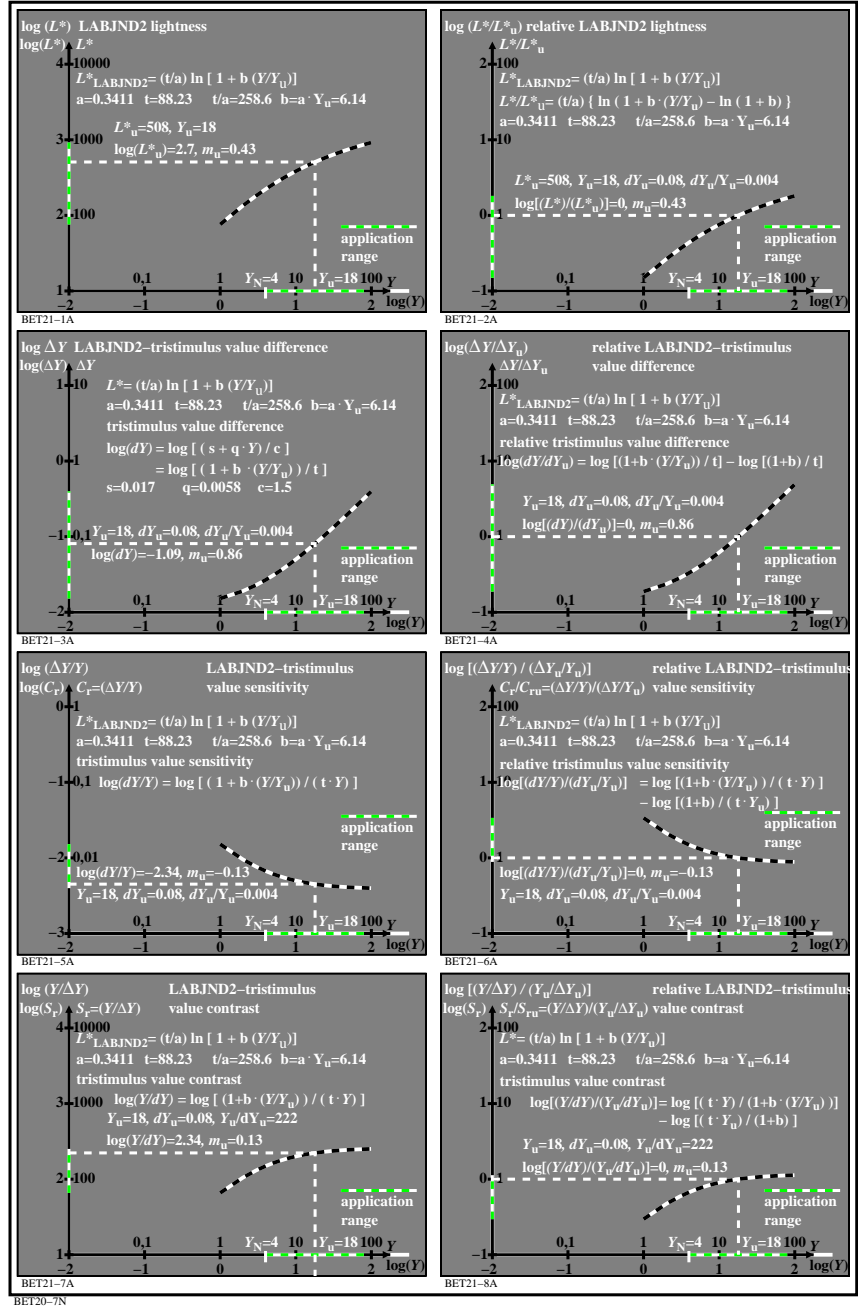 log (L*) LABJND2 lightness
log(L*) L*
4 10000
L*LABJND2= (t/a) ln [ 1 + b (Y/Yu)]
a=0.3411 t=88.23 t/a=258.6 b=a·Yu=6.14
L*u=508, Yu=18
3 1000
log(L*u)=2.7, mu=0.43
2 100
application
range
0,1 1 YN=4 10 Yu=18 100 Y
1
−2 −1 0 1 2 log(Y)
BET21−1A
log (L*/L*u) relative LABJND2 lightness
L*/L*u
2 100
L*LABJND2= (t/a) ln [ 1 + b (Y/Yu)]
L*/L*u= (t/a) { ln ( 1 + b·(Y/Yu) − ln ( 1 + b) }
a=0.3411 t=88.23 t/a=258.6 b=a·Yu=6.14
1 10
L*u=508, Yu=18, dYu=0.08, dYu/Yu=0.004
log[(L*)/(L*u)]=0, mu=0.43
0 1
application
range
0,1 1 YN=4 10 Yu=18 100 Y
−1
−2 −1 0 1 2 log(Y)
BET21−2A
log ΔY LABJND2−tristimulus value difference
log(ΔY) ΔY
1 10
L*= (t/a) ln [ 1 + b (Y/Yu)]
a=0.3411 t=88.23 t/a=258.6 b=a·Yu=6.14
tristimulus value difference
log(dY) = log [ ( s + q·Y) / c ]
0 1
= log [ ( 1 + b·(Y/Yu) ) / t ]
s=0.017 q=0.0058 c=1.5
Yu=18, dYu=0.08, dYu/Yu=0.004
−1 0,1
log(dY)=−1.09, mu=0.86
application
range
0,1 1 YN=4 10 Yu=18 100 Y
−2
−2 −1 0 1 2 log(Y)
BET21−3A
log(ΔY/ΔYu) relative LABJND2−tristimulus
ΔY/ΔYu value difference
2 100
L*LABJND2= (t/a) ln [ 1 + b (Y/Yu)]
a=0.3411 t=88.23 t/a=258.6 b=a·Yu=6.14
relative tristimulus value difference
1 10
log(dY/dYu) = log [(1+b·(Y/Yu)) / t] − log [(1+b) / t]
Yu=18, dYu=0.08, dYu/Yu=0.004
log[(dY)/(dYu)]=0, mu=0.86
0 1
application
range
0,1 1 YN=4 10 Yu=18 100 Y
−1
−2 −1 0 1 2 log(Y)
BET21−4A
log (ΔY/Y) LABJND2−tristimulus
log(Cr) Cr=(ΔY/Y) value sensitivity
0 1
L*LABJND2= (t/a) ln [ 1 + b (Y/Yu)]
a=0.3411 t=88.23 t/a=258.6 b=a·Yu=6.14
tristimulus value sensitivity
−1 0,1
log(dY/Y) = log [ ( 1 + b·(Y/Yu)) / ( t·Y) ]
application
range
−2 0,01
log(dY/Y)=−2.34, mu=−0.13
Yu=18, dYu=0.08, dYu/Yu=0.004
0,1 1 YN=4 10 Yu=18 100 Y
−3
−2 −1 0 1 2 log(Y)
BET21−5A
log [(ΔY/Y) / (ΔYu/Yu)] relative LABJND2−tristimulus
Cr/Cru=(ΔY/Y)/(ΔY/Yu) value sensitivity
2 100
L*LABJND2= (t/a) ln [ 1 + b (Y/Yu)]
a=0.3411 t=88.23 t/a=258.6 b=a·Yu=6.14
relative tristimulus value sensitivity
1 10
log[(dY/Y)/(dYu/Yu)] = log [(1+b·(Y/Yu) ) / ( t·Y) ]
− log [(1+b) / ( t·Yu) ]
application
range
0 1
log[(dY/Y)/(dYu/Yu)]=0, mu=−0.13
Yu=18, dYu=0.08, dYu/Yu=0.004
0,1 1 YN=4 10 Yu=18 100 Y
−1
−2 −1 0 1 2 log(Y)
BET21−6A
log (Y/ΔY) LABJND2−tristimulus
log(Sr) Sr=(Y/ΔY) value contrast
4 10000
L*LABJND2= (t/a) ln [ 1 + b (Y/Yu)]
a=0.3411 t=88.23 t/a=258.6 b=a·Yu=6.14
tristimulus value contrast
log(Y/dY) = log [ (1+b·(Y/Yu) ) / ( t·Y) ]
3 1000
Yu=18, dYu=0.08, Yu/dYu=222
log(Y/dY)=2.34, mu=0.13
2 100
application
range
0,1 1 YN=4 10 Yu=18 100 Y
1
−2 −1 0 1 2 log(Y)
BET21−7A
log [(Y/ΔY) / (Yu/ΔYu)] relative LABJND2−tristimulus
log(Sr) Sr/Sru=(Y/ΔY)/(Yu/ΔYu) value contrast
2 100
L*= (t/a) ln [ 1 + b (Y/Yu)]
a=0.3411 t=88.23 t/a=258.6 b=a·Yu=6.14
tristimulus value contrast
1 10
log[(Y/dY)/(Yu/dYu)]= log [( t·Y) / (1+b·(Y/Yu) )]
− log [( t·Yu) / (1+b) ]
Yu=18, dYu=0.08, Yu/dYu=222
log[(Y/dY)/(Yu/dYu)]=0, mu=0.13
0 1
application
range
0,1 1 YN=4 10 Yu=18 100 Y
−1
−2 −1 0 1 2 log(Y)
BET21−8A
BET20−7N